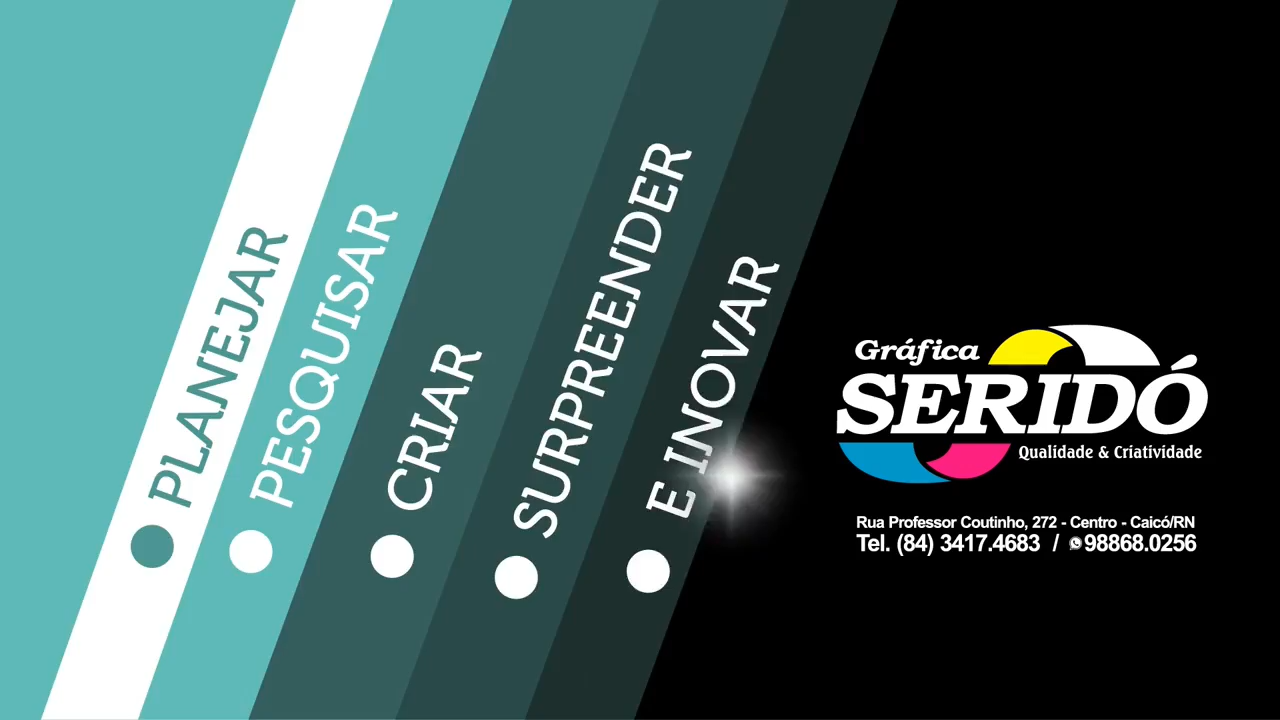 PLANEJAR
PESQUISAR
CRIAR
SURPREENDER
E INOVAR
Gráfica
SERIDÓ
Qualidade & Criatividade
Rua Professor Coutinho, 272 - Centro - Caicó/RN
Tel. (84) 3417.4683 / 98868.0256